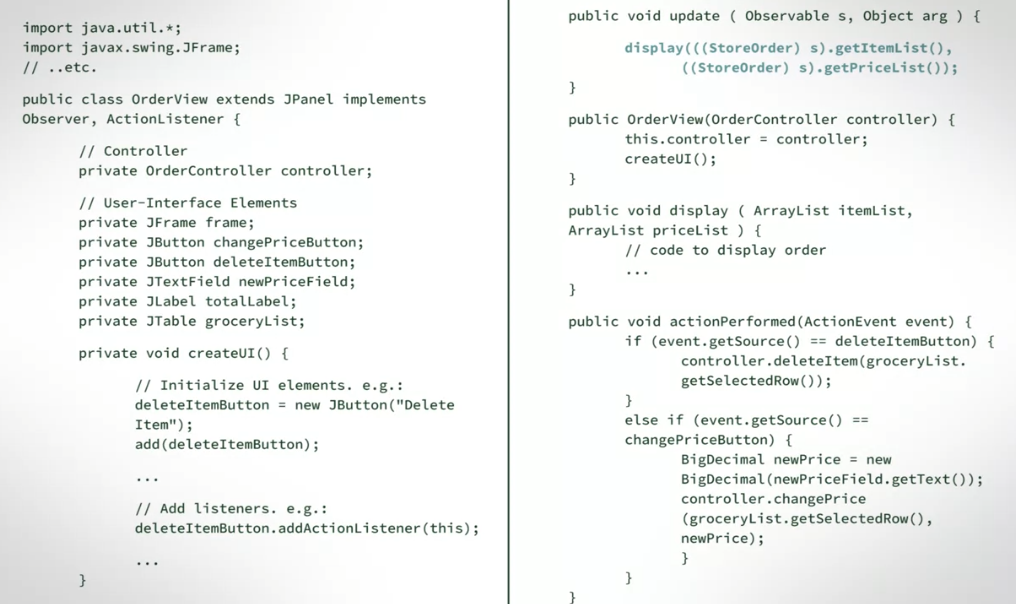 import java.util.*;
import javax.swing.JFrame;
// ..etc.
public class OrderView extends JPanel implements
Observer, ActionListener {
// Controller
private OrderController controller;
// User-Interface Elements
private JFrame frame;
private JButton changePriceButton;
private JButton deleteItemButton;
private JTextField newPriceField;
private JLabel totalLabel;
private JTable groceryList;
private void createUI() {
// Initialize UI elements. e.g.:
deleteItemButton = new JButton("Delete
Item");
add(deleteItemButton);
...
// Add listeners. e.g.:
deleteItemButton.addActionListener(this);
...
}
public void update ( Observable s, Object arg ) {
display(((StoreOrder) s).getItemList(),
((StoreOrder) s).getPriceList());
}
public OrderView(OrderController controller) {
this.controller = controller;
createUI();
}
public void display ( ArrayList itemList,
ArrayList priceList ) {
// code to display order
...
}
public void actionPerformed(ActionEvent event) {
if (event.getSource() == deleteItemButton) {
controller.deleteItem(groceryList.
getSelectedRow());
}
else if (event.getSource() ==
changePriceButton) {
BigDecimal newPrice = new
BigDecimal(newPriceField.getText());
controller.changePrice
(groceryList.getSelectedRow(),
newPrice);
}
}
}